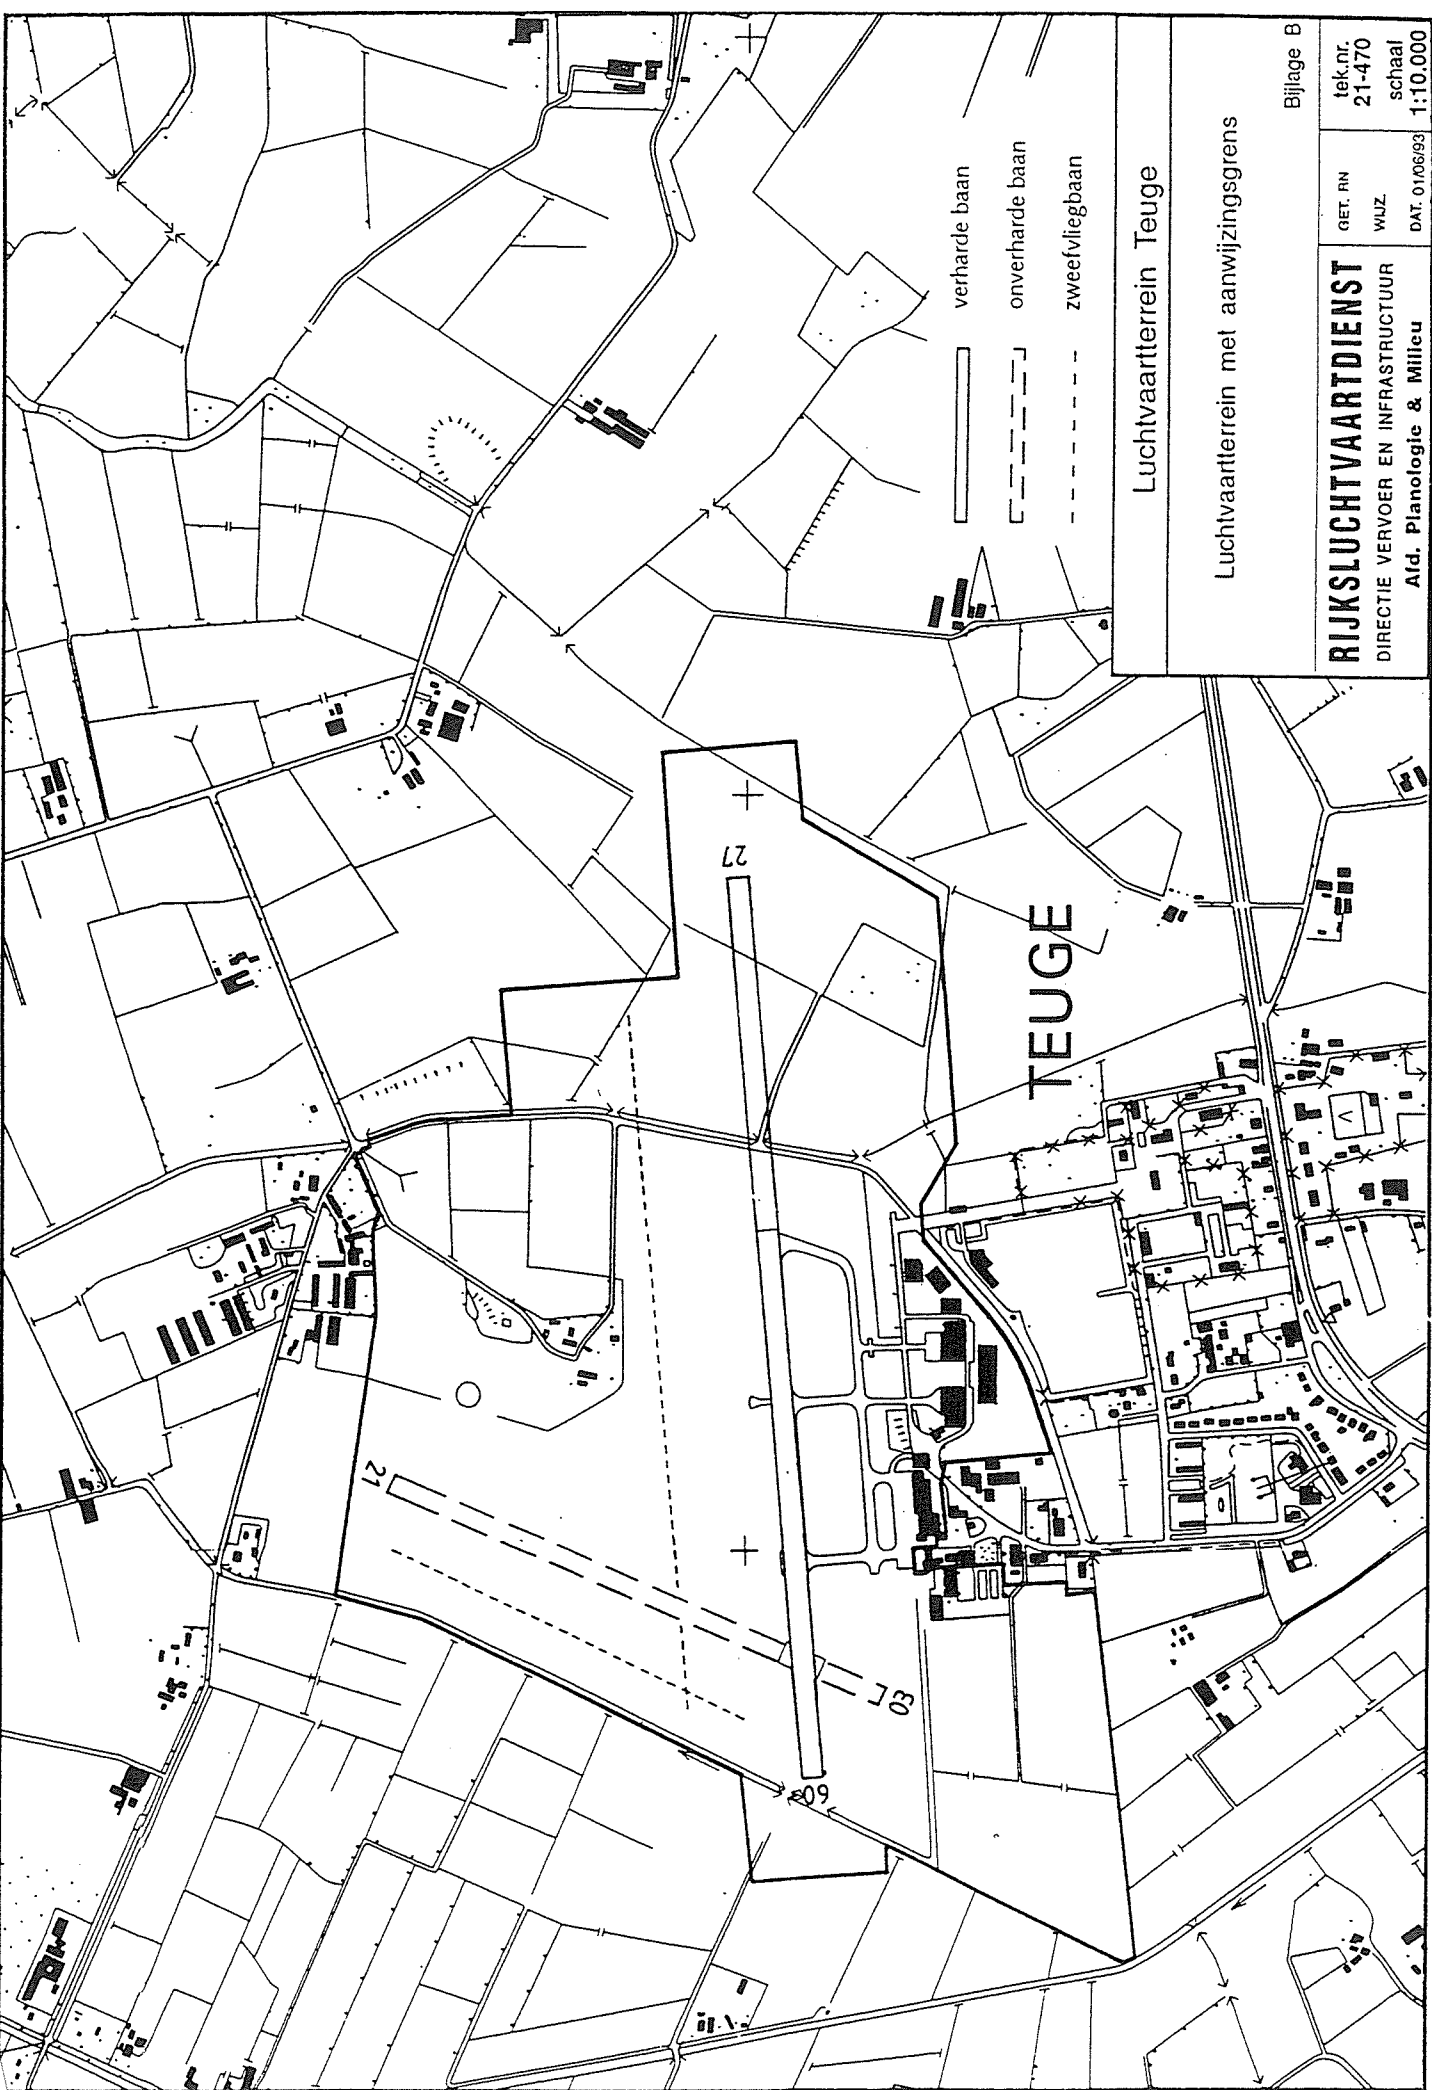 27
21
03
09
TEUGE
verharde baan
onverharde baan
zweefvliegbaan
Luchtvaartterrein Teuge
Luchtvaartterrein met aanwijzingsgrens
Bijlage B
RIJKSLUCHTVAARTDIENST
DIRECTIE VERVOER EN INFRASTRUCTUUR
Afd. Planologie & Milieu
GET. RN
WIJZ.
DAT. 01/06/93
tek.nr.
21-470
schaal
1:10.000